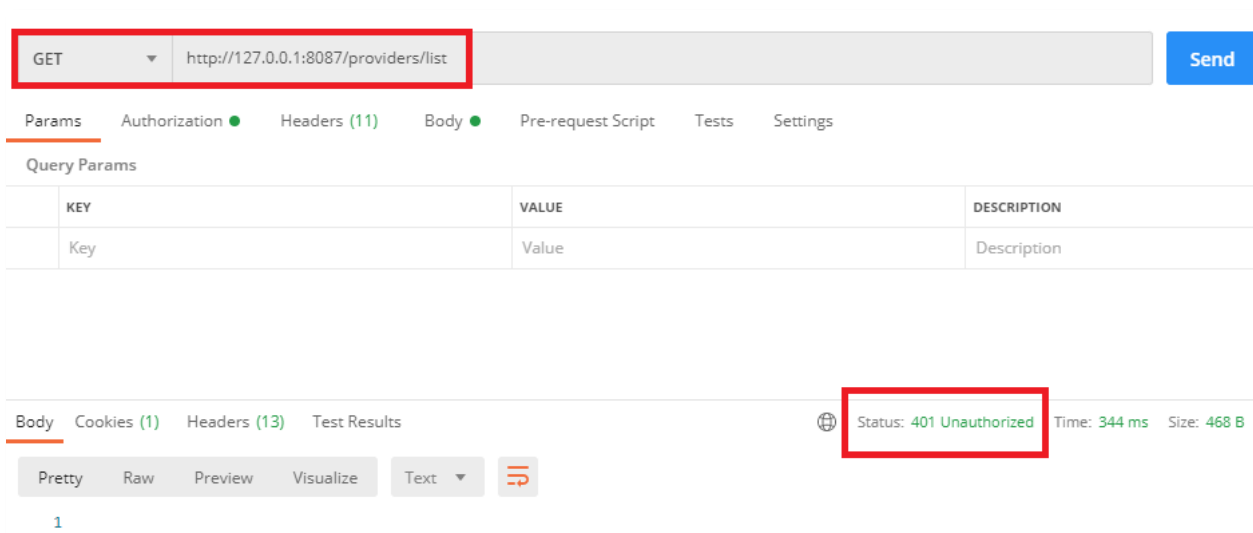 GET http://127.0.0.1:8087/providers/list Send
Params Authorization Headers (11) Body Pre-request Script Tests Settings
Query Params
KEY VALUE DESCRIPTION
Key Value Description
Body Cookies (1) Headers (13) Test Results Status: 401 Unauthorized Time: 344 ms Size: 468 B
Pretty Raw Preview Visualize Text
1